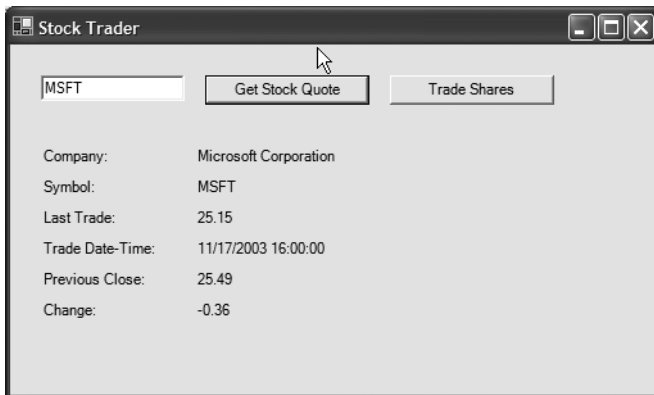 Stock Trader
MSFT Get Stock Quote Trade Shares
Company: Microsoft Corporation
Symbol: MSFT
Last Trade: 25.15
Trade Date-Time: 11/17/2003 16:00:00
Previous Close: 25.49
Change: -0.36